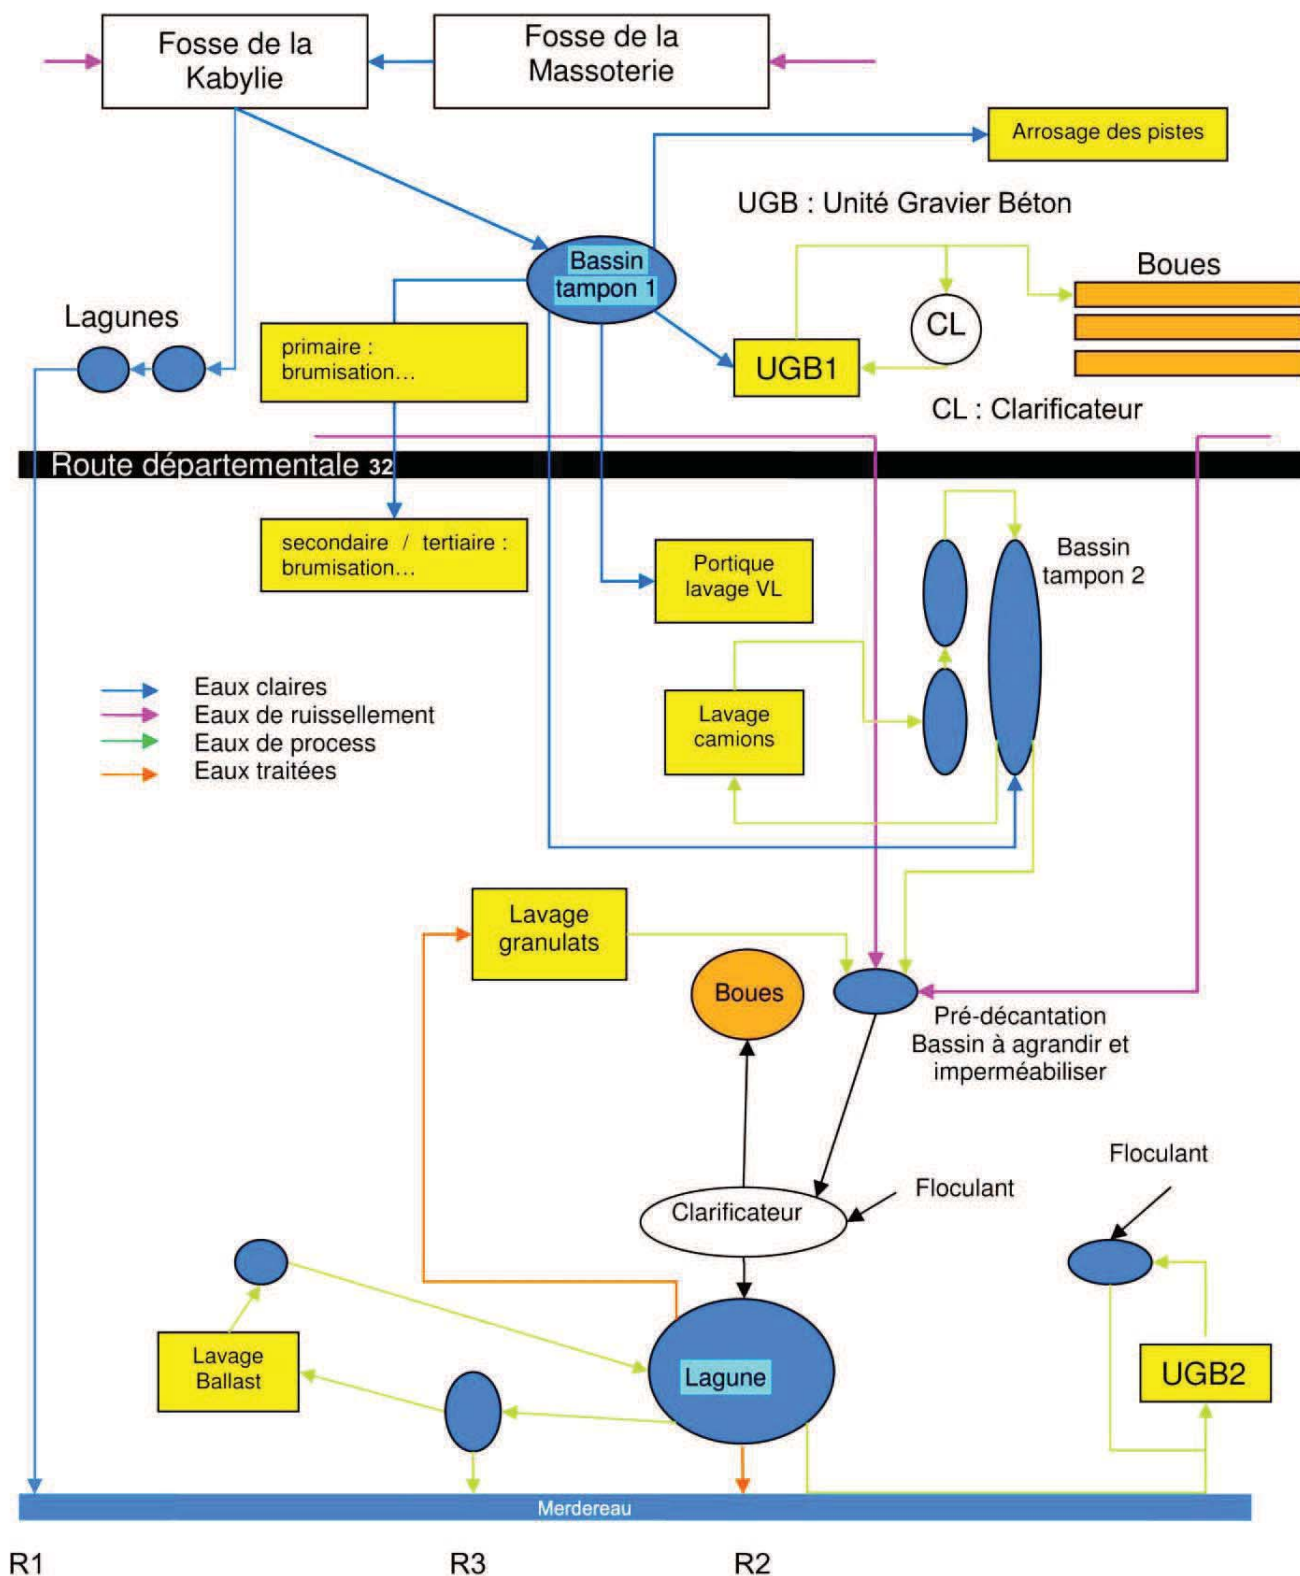 Fosse de la
Kabylie
Fosse de la
Massoterie
Arrosage des pistes
UGB : Unité Gravier Béton
Bassin
tampon 1
Boues
Lagunes
CL
primaire :
brumisation…
UGB1
CL : Clarificateur
Route départementale 32
secondaire / tertiaire :
brumisation…
Portique
lavage VL
Bassin
tampon 2
Eaux claires
Eaux de ruissellement
Eaux de process
Eaux traitées
Lavage
camions
Lavage
granulats
Boues
Pré-décantation
Bassin à agrandir et
imperméabiliser
Floculant
Floculant
Clarificateur
Lavage
Ballast
Lagune
UGB2
Merdereau
R1
R3
R2